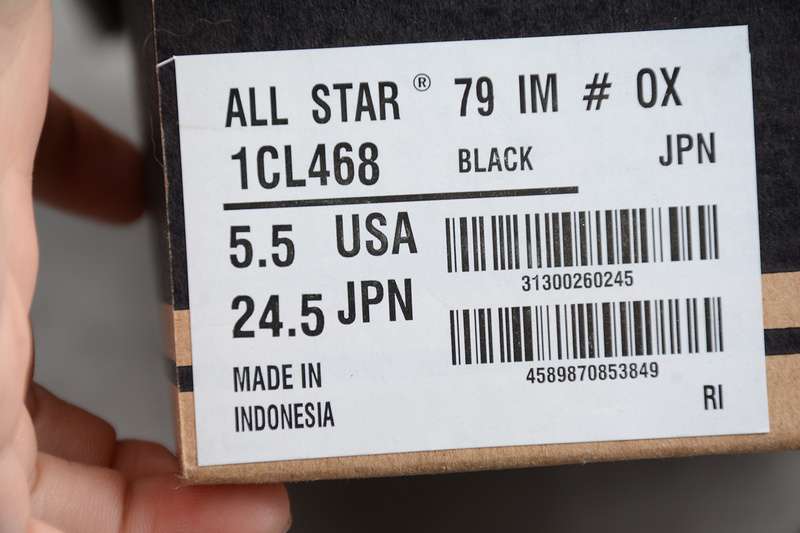 ALL STAR® 79 IM # OX
1CL468 BLACK JPN
5.5 USA
31300260245
24.5 JPN
4589870853849
MADE IN
INDONESIA
RI